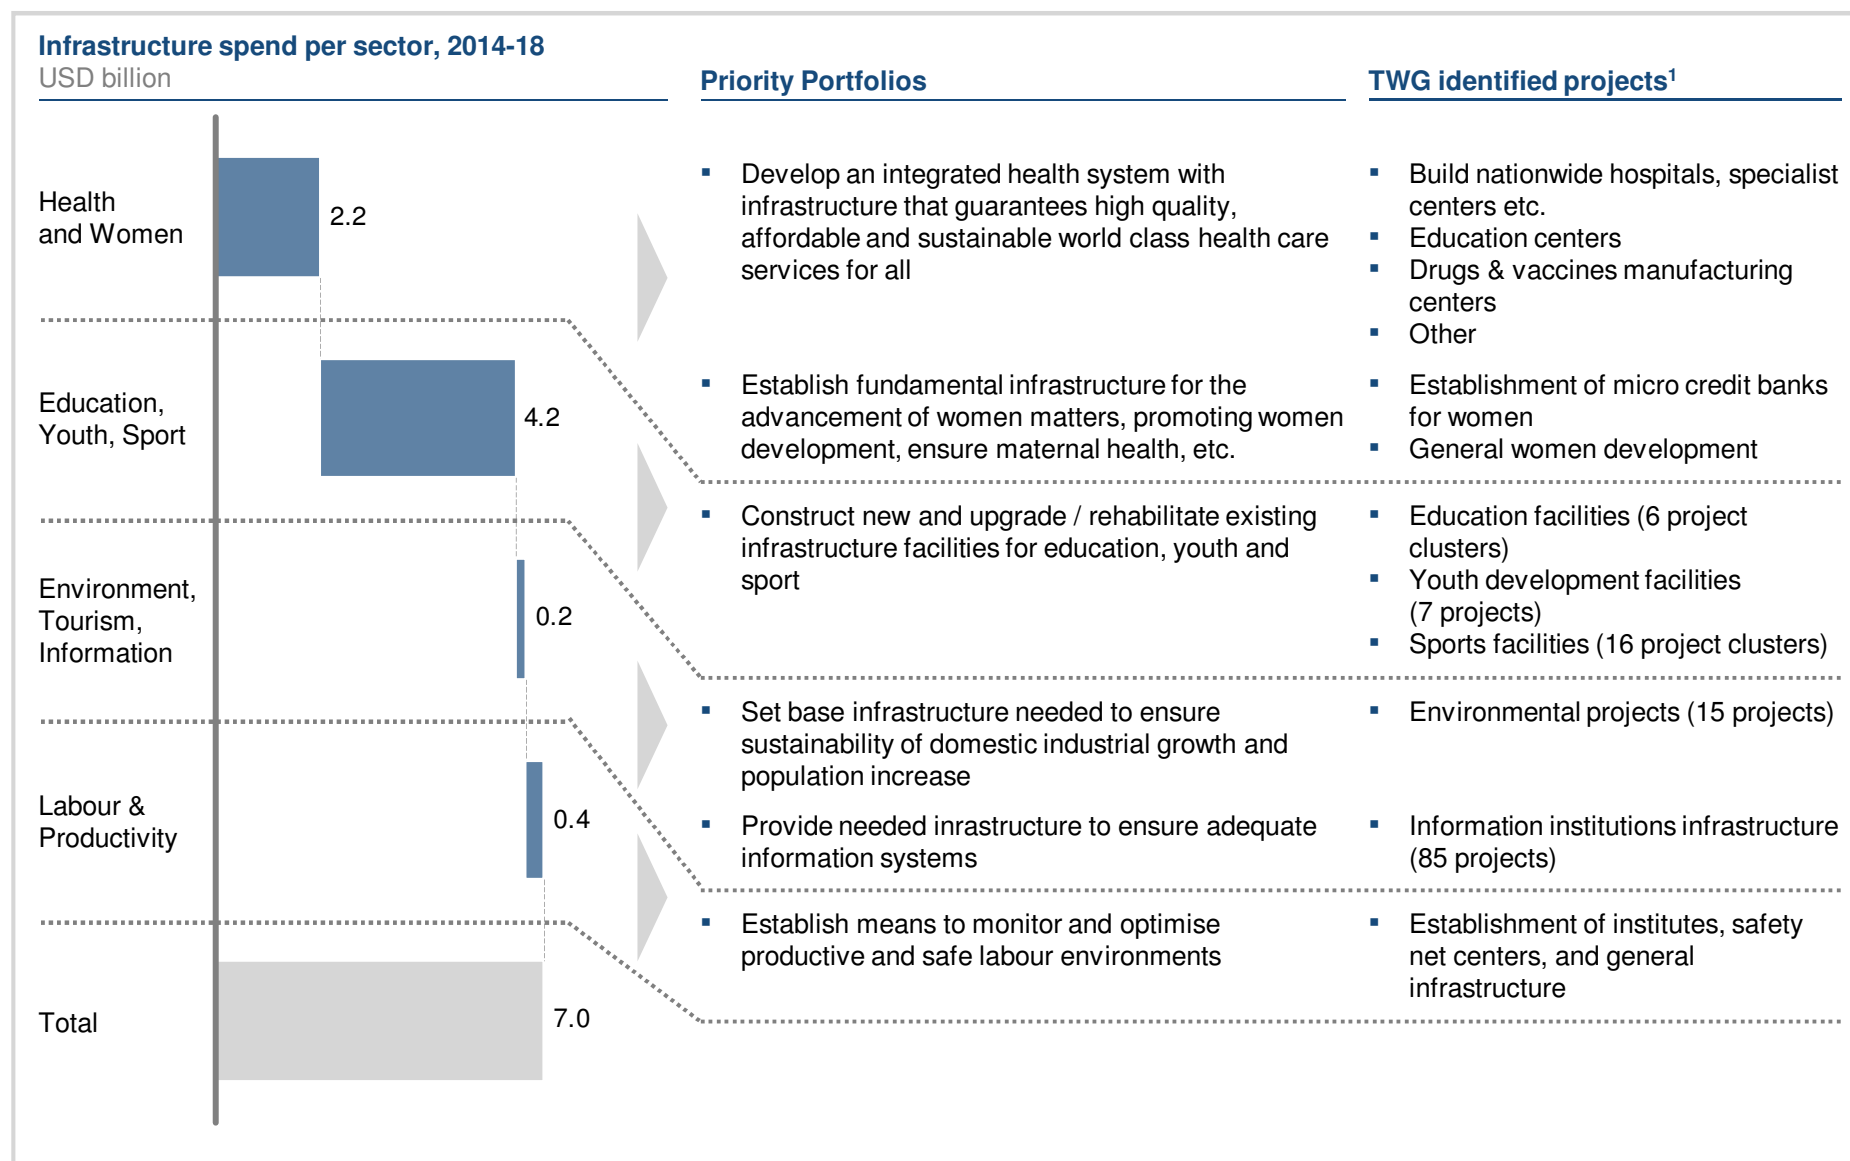 Infrastructure spend per sector, 2014-18
USD billion
Priority Portfolios
TWG identified projects¹
Health
and Women
2.2
▪ Develop an integrated health system with
infrastructure that guarantees high quality,
affordable and sustainable world class health care
services for all
▪ Build nationwide hospitals, specialist
centers etc.
▪ Education centers
▪ Drugs & vaccines manufacturing
centers
▪ Other
▪ Establish fundamental infrastructure for the
advancement of women matters, promoting women
development, ensure maternal health, etc.
▪ Establishment of micro credit banks
for women
▪ General women development
Education,
Youth, Sport
4.2
▪ Construct new and upgrade / rehabilitate existing
infrastructure facilities for education, youth and
sport
▪ Education facilities (6 project
clusters)
▪ Youth development facilities
(7 projects)
▪ Sports facilities (16 project clusters)
Environment,
Tourism,
Information
0.2
▪ Set base infrastructure needed to ensure
sustainability of domestic industrial growth and
population increase
▪ Environmental projects (15 projects)
▪ Provide needed inrastructure to ensure adequate
information systems
▪ Information institutions infrastructure
(85 projects)
Labour &
Productivity
0.4
▪ Establish means to monitor and optimise
productive and safe labour environments
▪ Establishment of institutes, safety
net centers, and general
infrastructure
Total
7.0